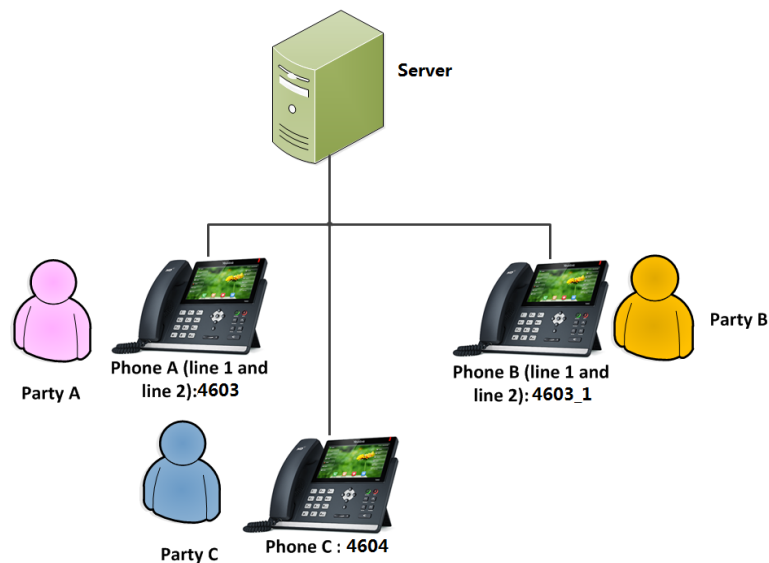 Server
Party A
Phone A (line 1 and
line 2):4603
Phone B (line 1 and
line 2): 4603_1
Party B
Party C
Phone C : 4604